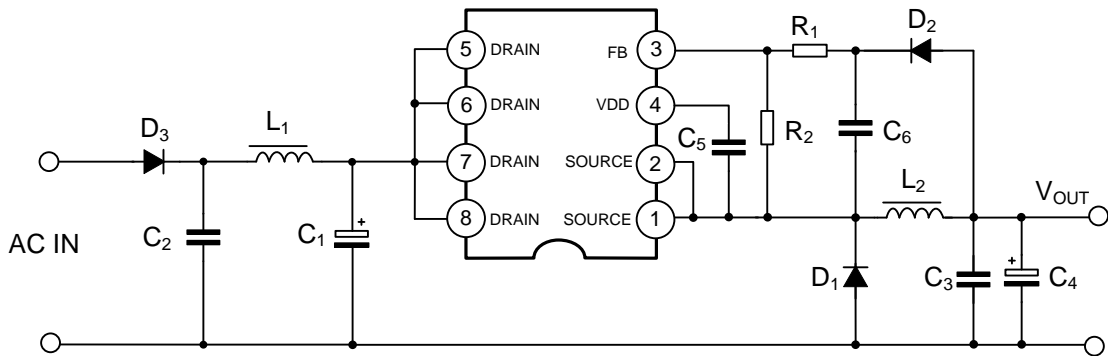 5 DRAIN FB 3 R1 D2
6 DRAIN VDD 4
D3 L1 C5 R2 C6
7 DRAIN SOURCE 2
L2
8 DRAIN SOURCE 1 VOUT
AC IN C2 C1 +
D1 C3 + C4